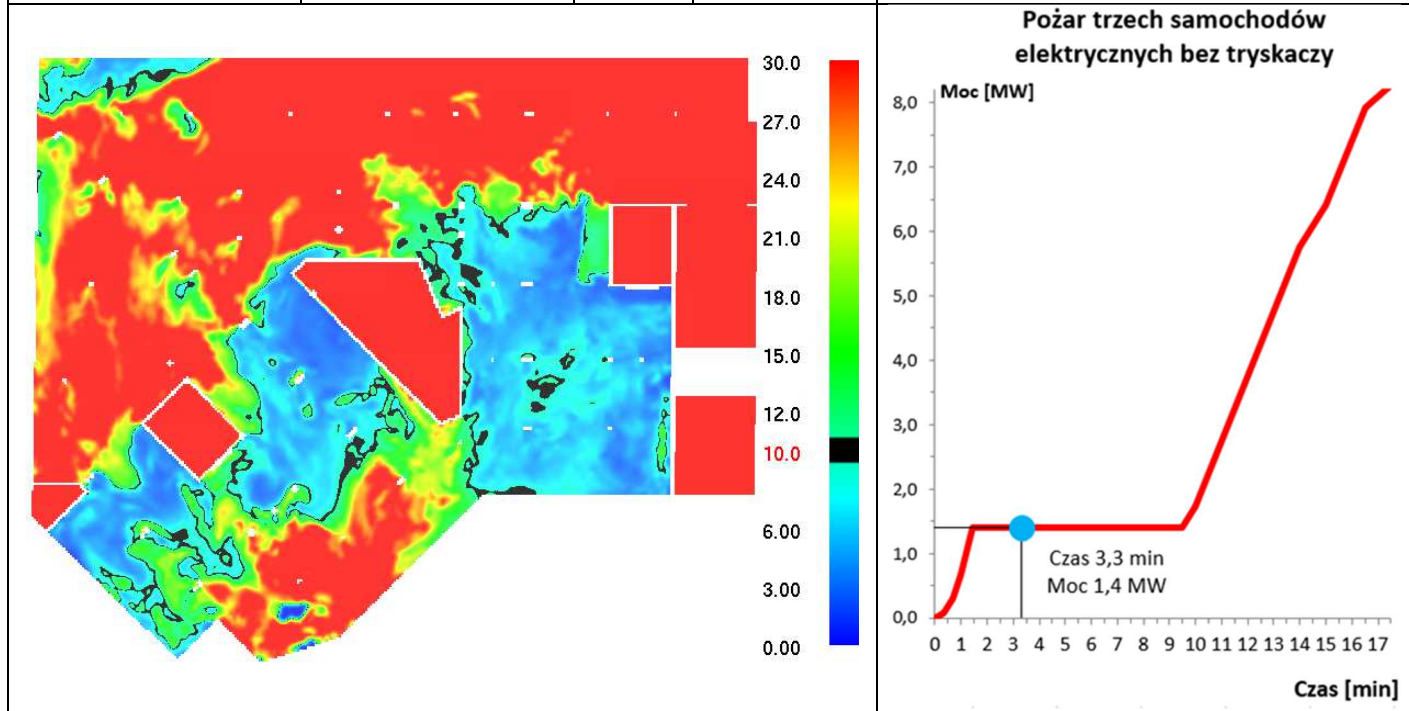 30.0
27.0
24.0
21.0
18.0
15.0
12.0
10.0
6.00
3.00
0.00
Pożar trzech samochodów
elektrycznych bez tryskaczy
Moc [MW]
8,0
7,0
6,0
5,0
4,0
3,0
2,0
1,0
0,0
Czas 3,3 min
Moc 1,4 MW
0 1 2 3 4 5 6 7 8 9 10 11 12 13 14 15 16 17
Czas [min]